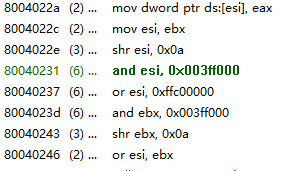 8004022a (2) ... mov dword ptr ds:[esi], eax
8004022c (2) ... mov esi, ebx
8004022e (3) ... shr esi, 0x0a
80040231 (6) ... and esi, 0x003ff000
80040237 (6) ... or esi, 0xffc00000
8004023d (6) ... and ebx, 0x003ff000
80040243 (3) ... shr ebx, 0x0a
80040246 (2) ... or esi, ebx